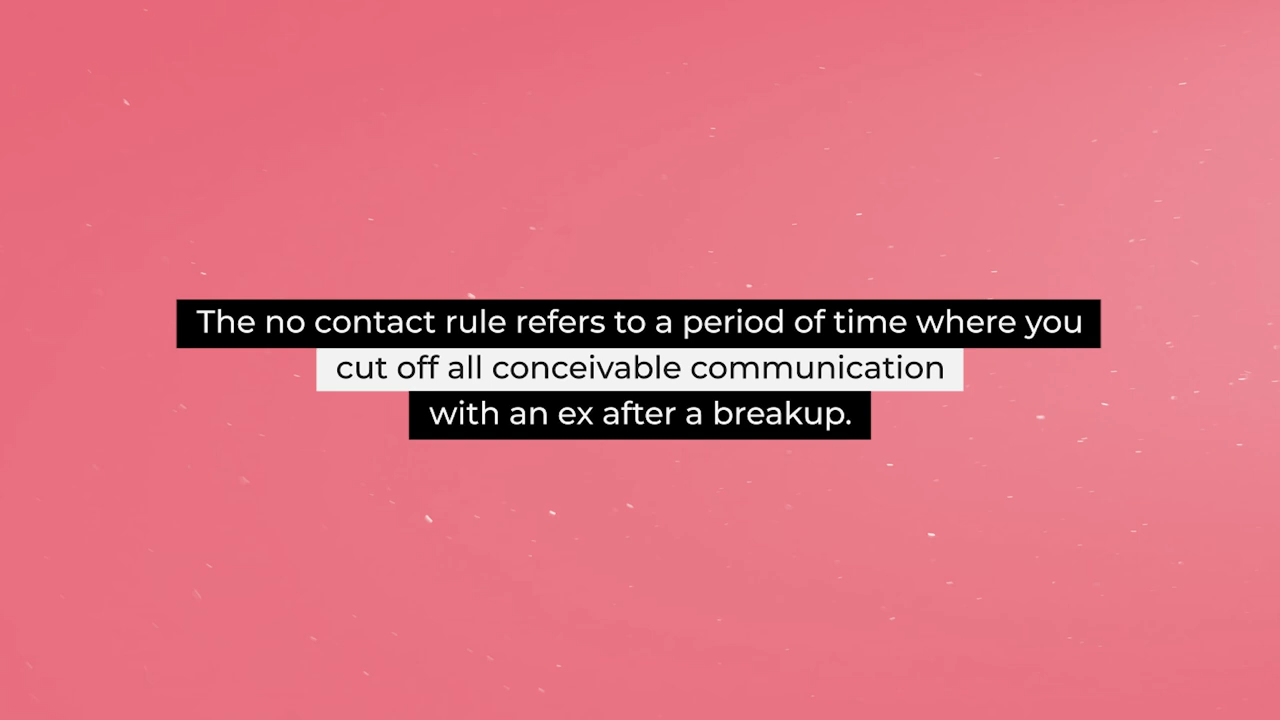 The no contact rule refers to a period of time where you
cut off all conceivable communication
with an ex after a breakup.